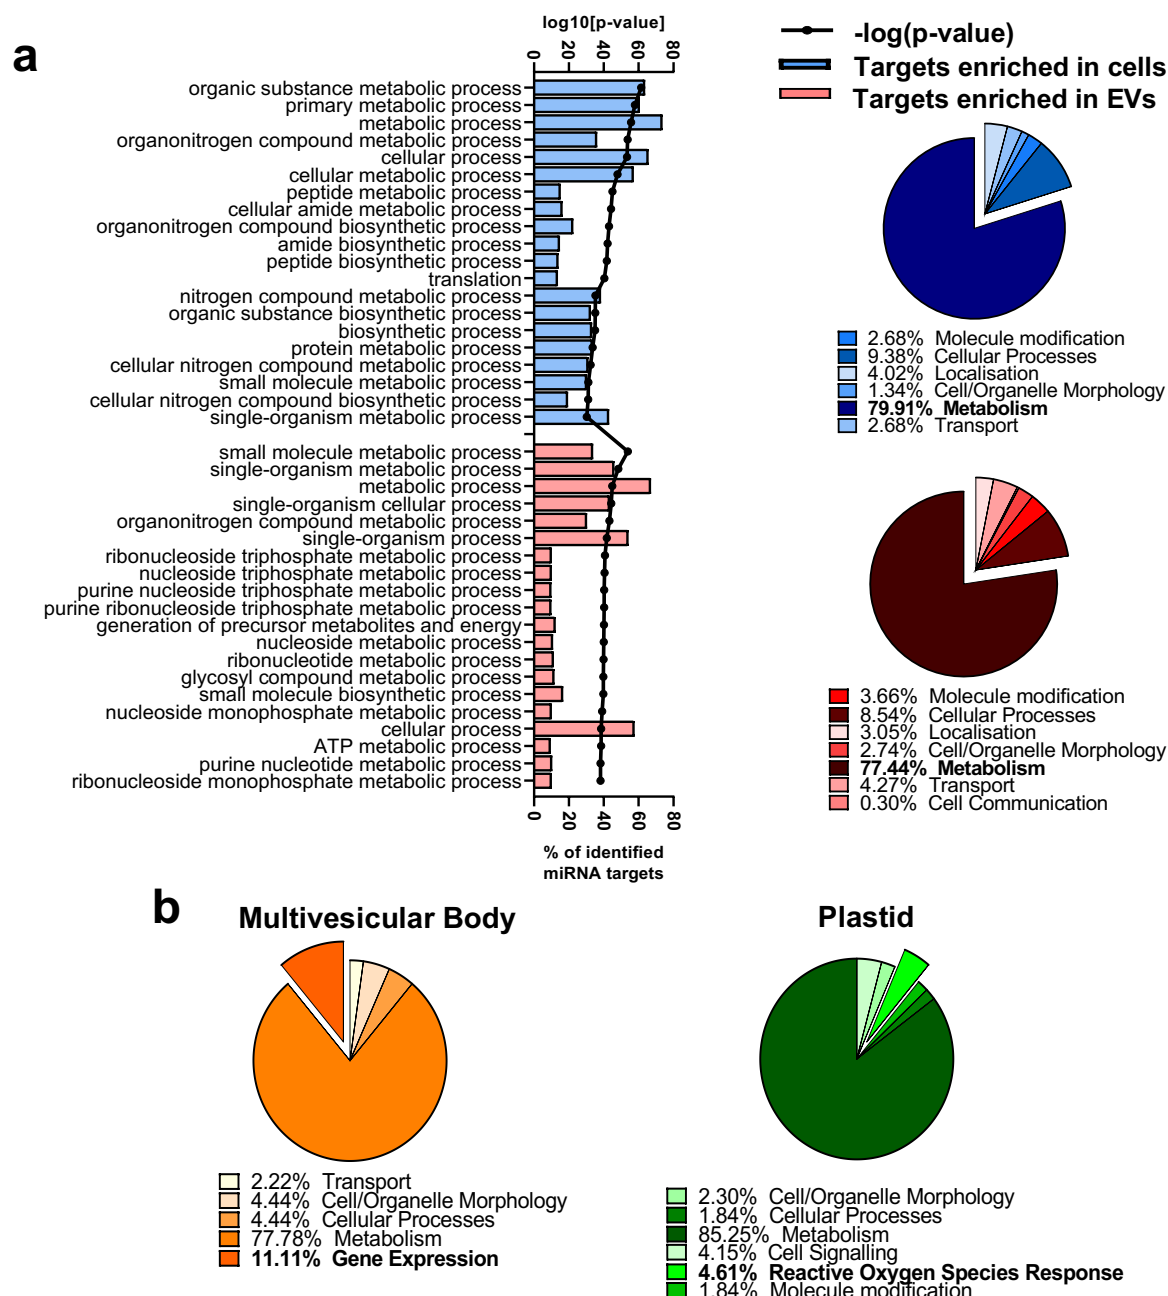 a
log10[p-value]
0 20 40 60 80
-log(p-value)
Targets enriched in cells
Targets enriched in EVs
organic substance metabolic process
primary metabolic process
metabolic process
organonitrogen compound metabolic process
cellular process
cellular metabolic process
peptide metabolic process
cellular amide metabolic process
organonitrogen compound biosynthetic process
amide biosynthetic process
peptide biosynthetic process
translation
nitrogen compound metabolic process
organic substance biosynthetic process
biosynthetic process
protein metabolic process
cellular nitrogen compound metabolic process
small molecule metabolic process
cellular nitrogen compound biosynthetic process
single-organism metabolic process
small molecule metabolic process
single-organism metabolic process
metabolic process
single-organism cellular process
organonitrogen compound metabolic process
single-organism process
ribonucleoside triphosphate metabolic process
nucleoside triphosphate metabolic process
purine nucleoside triphosphate metabolic process
purine ribonucleoside triphosphate metabolic process
generation of precursor metabolites and energy
nucleoside metabolic process
ribonucleotide metabolic process
glycosyl compound metabolic process
small molecule biosynthetic process
nucleoside monophosphate metabolic process
cellular process
ATP metabolic process
purine nucleotide metabolic process
ribonucleoside monophosphate metabolic process
0 20 40 60 80
% of identified
miRNA targets
2.68% Molecule modification
9.38% Cellular Processes
4.02% Localisation
1.34% Cell/Organelle Morphology
79.91% Metabolism
2.68% Transport
3.66% Molecule modification
8.54% Cellular Processes
3.05% Localisation
2.74% Cell/Organelle Morphology
77.44% Metabolism
4.27% Transport
0.30% Cell Communication
b
Multivesicular Body
2.22% Transport
4.44% Cell/Organelle Morphology
4.44% Cellular Processes
77.78% Metabolism
11.11% Gene Expression
Plastid
2.30% Cell/Organelle Morphology
1.84% Cellular Processes
85.25% Metabolism
4.15% Cell Signalling
4.61% Reactive Oxygen Species Response
1.84% Molecule modification